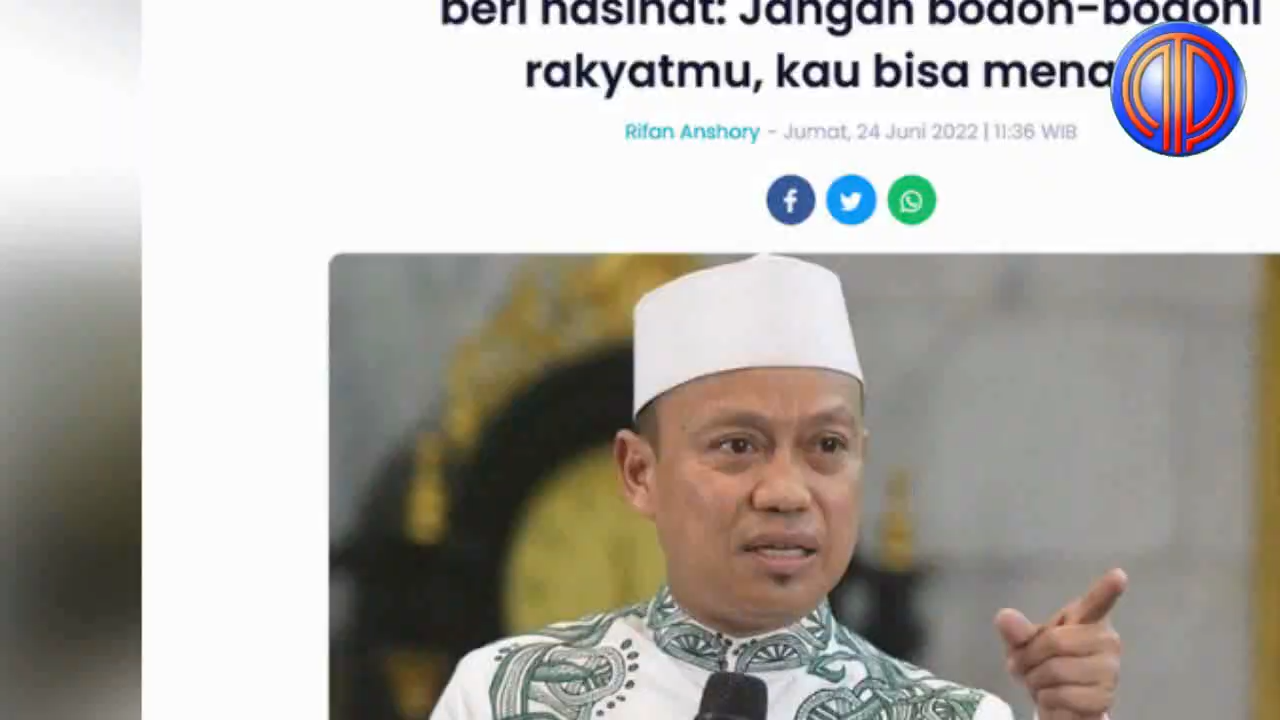 beri nasihat: Jangan bodoh-bodohi
rakyatmu, kau bisa mena
Rifan Anshory - Jumat, 24 Juni 2022 | 11:36 WIB